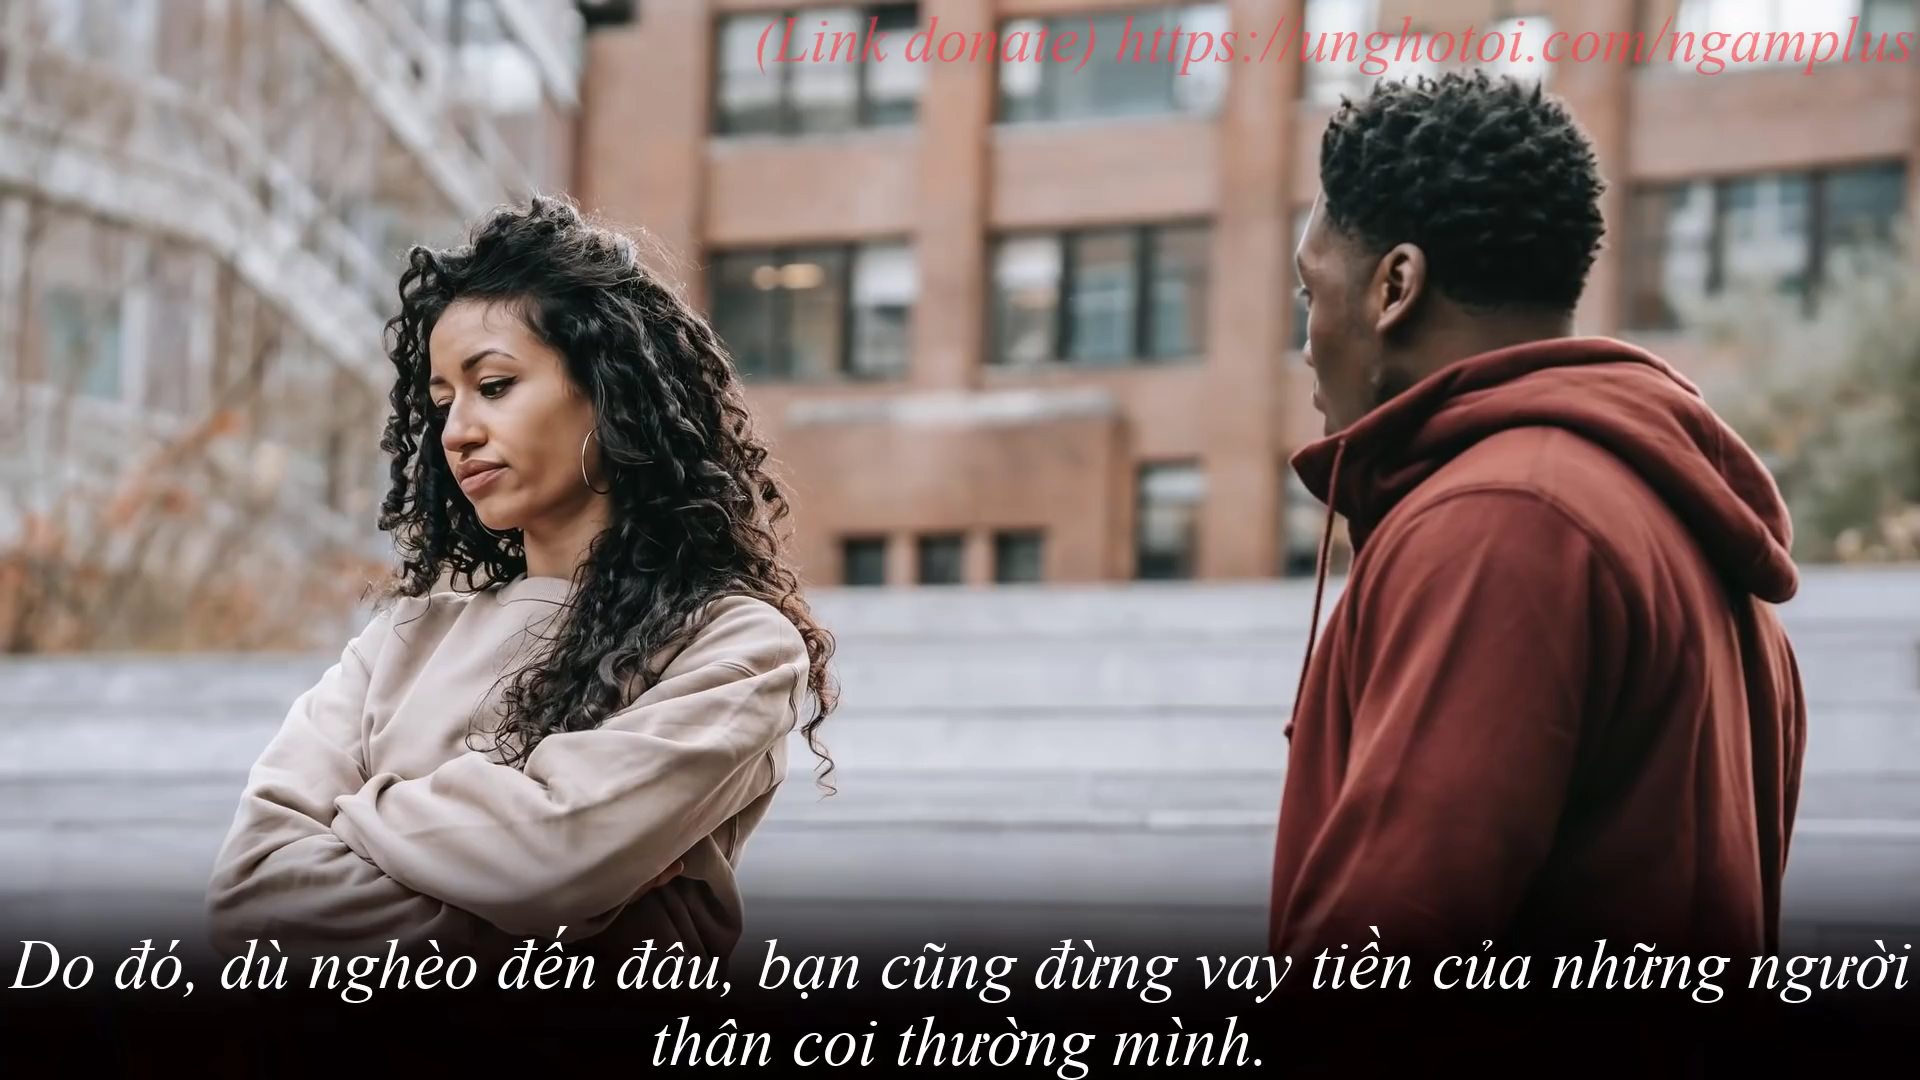 (Link donate) https://unghotoi.com/ngamplus
Do đó, dù nghèo đến đâu, bạn cũng đừng vay tiền của những người
thân coi thường mình.